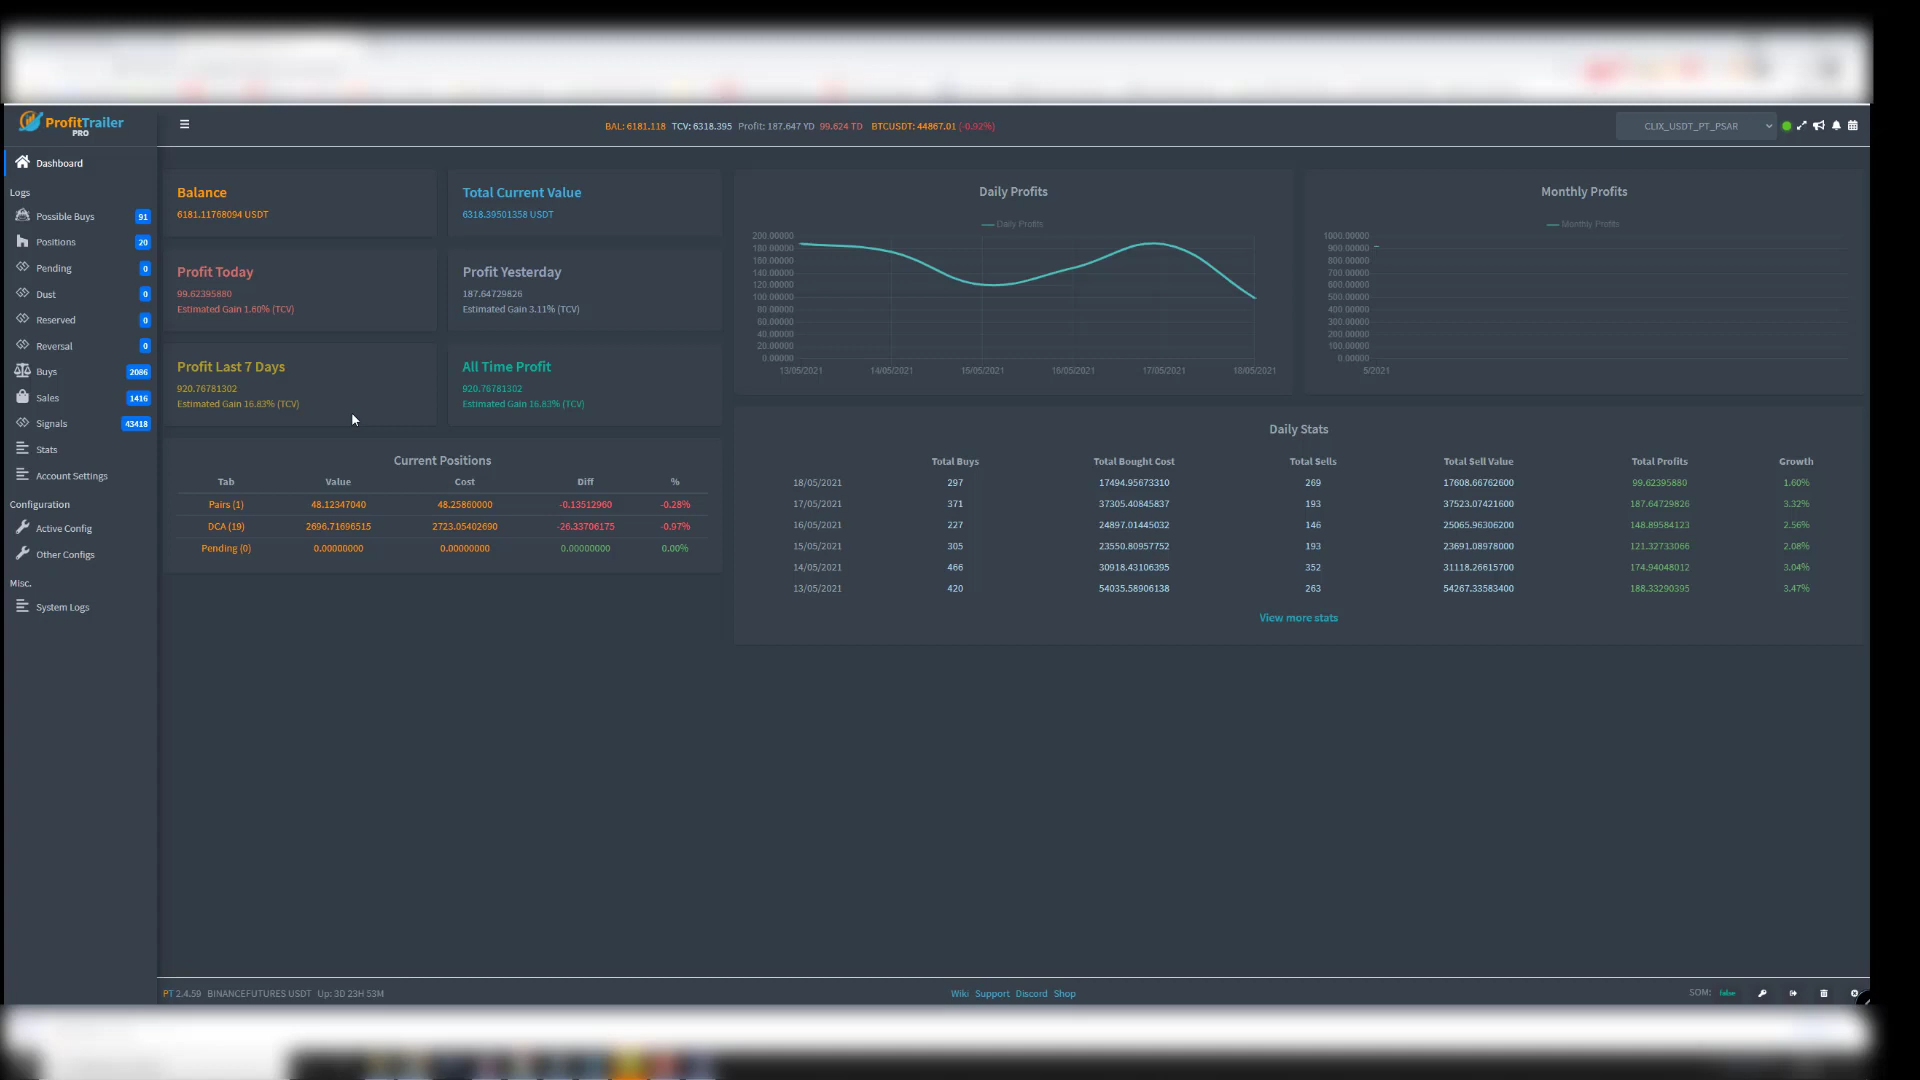 ProfitTrailer
PRO
BAL: 6181.118 TCV: 6318.395 Profit: 187.647 YD 99.624 TD BTCUSDT: 44867.01 (-0.92%)
CLIX_USDT_PT_PSAR
Dashboard
Logs
Possible Buys 91
Positions 20
Pending 0
Dust 0
Reserved 0
Reversal 0
Buys 2086
Sales 1416
Signals 43418
Stats
Account Settings
Configuration
Active Config
Other Configs
Misc.
System Logs
Balance
6181.11768094 USDT
Total Current Value
6318.39501358 USDT
Profit Today
99.62395880
Estimated Gain 1.60% (TCV)
Profit Yesterday
187.64729826
Estimated Gain 3.11% (TCV)
Profit Last 7 Days
920.76781302
Estimated Gain 16.83% (TCV)
All Time Profit
920.76781302
Estimated Gain 16.83% (TCV)
Current Positions
Tab Value Cost Diff %
Pairs (1) 48.12347040 48.25860000 -0.13512960 -0.28%
DCA (19) 2696.71696515 2723.05402690 -26.33706175 -0.97%
Pending (0) 0.00000000 0.00000000 0.00000000 0.00%
Daily Profits
Daily Profits
200.00000
180.00000
160.00000
140.00000
120.00000
100.00000
80.00000
60.00000
40.00000
20.00000
0.00000
13/05/2021 14/05/2021 15/05/2021 16/05/2021 17/05/2021 18/05/2021
Monthly Profits
Monthly Profits
1000.00000
900.00000
800.00000
700.00000
600.00000
500.00000
400.00000
300.00000
200.00000
100.00000
0.00000
5/2021
Daily Stats
Total Buys Total Bought Cost Total Sells Total Sell Value Total Profits Growth
18/05/2021 297 17494.95673310 269 17608.66762600 99.62395880 1.60%
17/05/2021 371 37305.40845837 193 37523.07421600 187.64729826 3.32%
16/05/2021 227 24897.01445032 146 25065.96306200 148.89584123 2.56%
15/05/2021 305 23550.80957752 193 23691.08978000 121.32733066 2.08%
14/05/2021 466 30918.43106395 352 31118.26615700 174.94048012 3.04%
13/05/2021 420 54035.58906138 263 54267.33583400 188.33290395 3.47%
View more stats
PT 2.4.59 BINANCEFUTURES USDT Up: 3D 23H 53M
Wiki Support Discord Shop
SOM: false